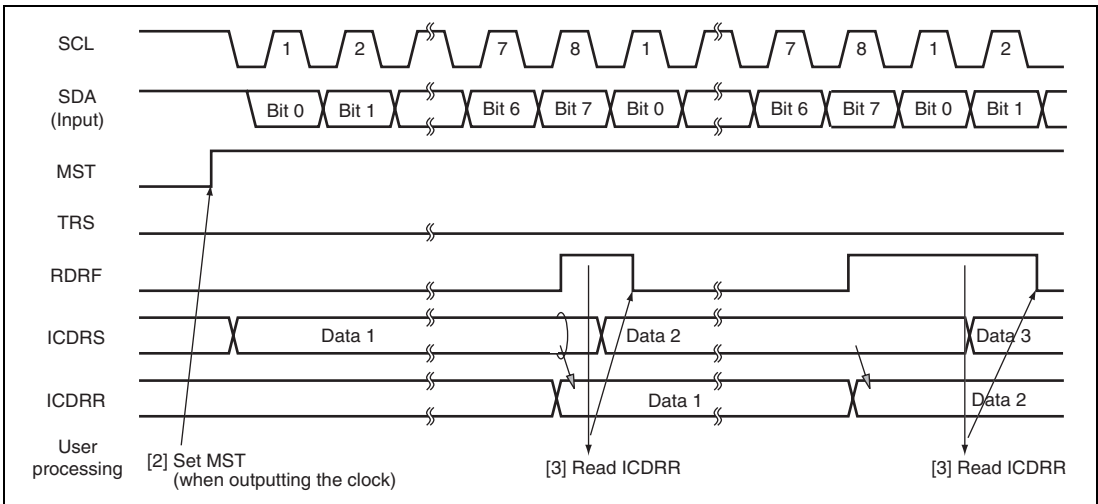 SCL 1 2 7 8 1 7 8 1 2
SDA
(Input) Bit 0 Bit 1 Bit 6 Bit 7 Bit 0 Bit 6 Bit 7 Bit 0 Bit 1
MST
TRS
RDRF
ICDRS Data 1 Data 2 Data 3
ICDRR Data 1 Data 2
User
processing
[2] Set MST
(when outputting the clock)
[3] Read ICDRR
[3] Read ICDRR